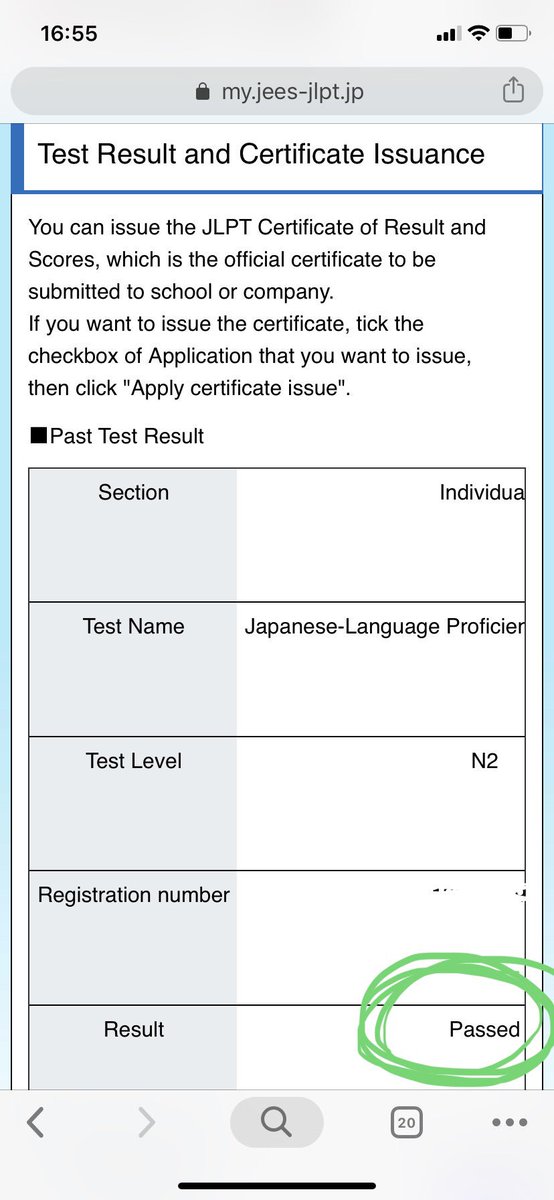 16:55
my.jees-jlpt.jp
Test Result and Certificate Issuance
You can issue the JLPT Certificate of Result and
Scores, which is the official certificate to be
submitted to school or company.
If you want to issue the certificate, tick the
checkbox of Application that you want to issue,
then click "Apply certificate issue".
■Past Test Result
Section Individua
Test Name Japanese-Language Proficien
Test Level N2
Registration number
Result Passed
20